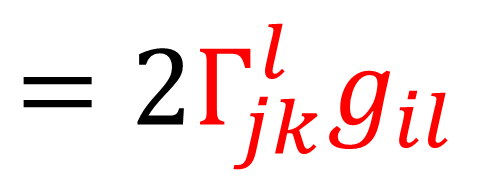 = 2Γ^l_{jk} g_{il}